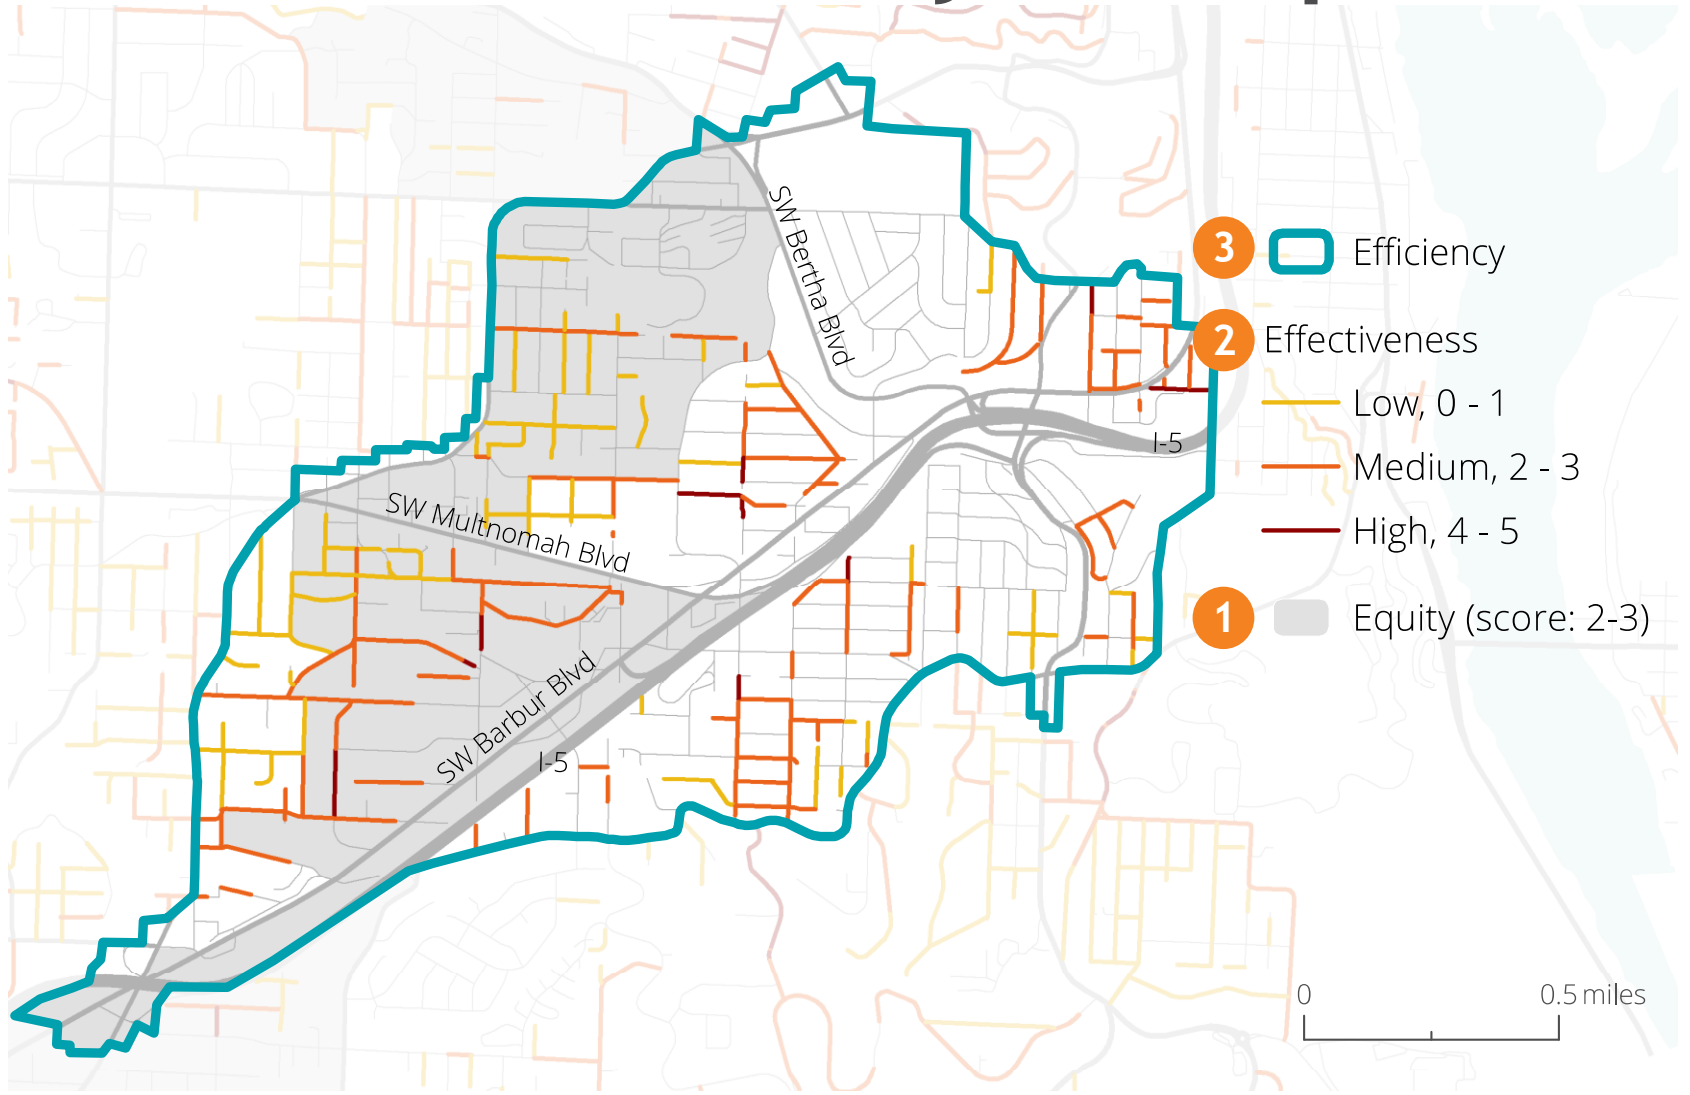 SW Bertha Blvd
3 Efficiency
2 Effectiveness
Low, 0 - 1
Medium, 2 - 3
High, 4 - 5
I-5
SW Multnomah Blvd
1 Equity (score: 2-3)
SW Barbur Blvd
I-5
0 0.5 miles